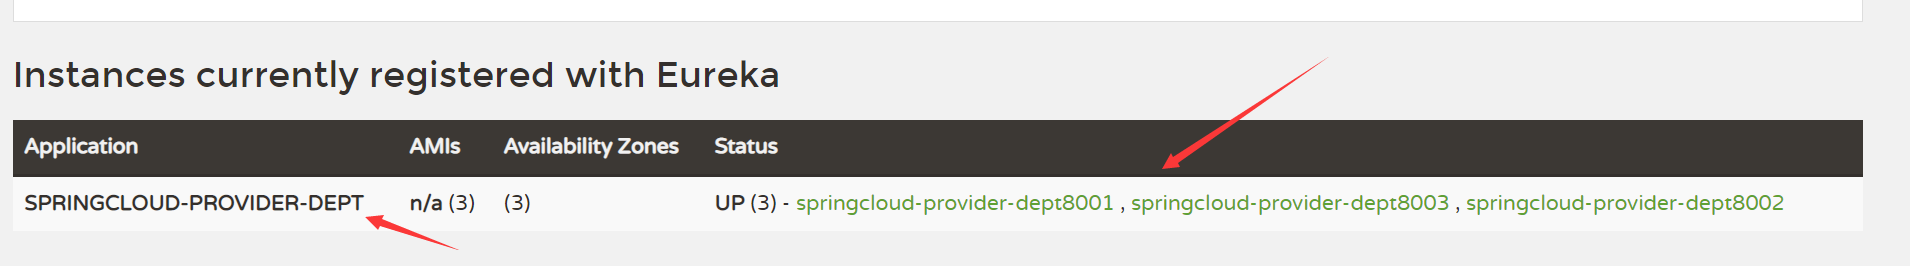 Instances currently registered with Eureka
Application AMIs Availability Zones Status
SPRINGCLOUD-PROVIDER-DEPT n/a (3) (3) UP (3) - springcloud-provider-dept8001 , springcloud-provider-dept8003 , springcloud-provider-dept8002